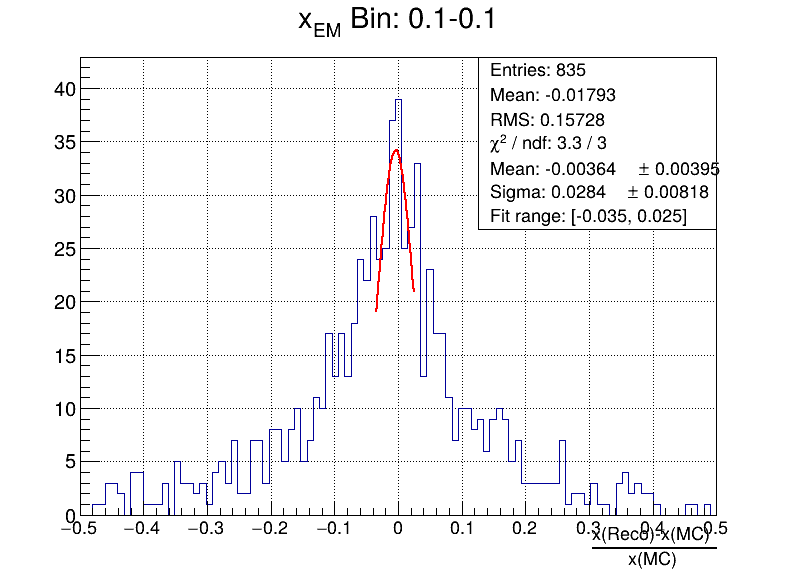 x_EM Bin: 0.1-0.1
Entries: 835
Mean: -0.01793
RMS: 0.15728
χ² / ndf: 3.3 / 3
Mean: -0.00364 ± 0.00395
Sigma: 0.0284 ± 0.00818
Fit range: [-0.035, 0.025]
40
35
30
25
20
15
10
5
0
−0.5 −0.4 −0.3 −0.2 −0.1 0 0.1 0.2 0.3 0.4 0.5
x(Reco)-x(MC)
x(MC)